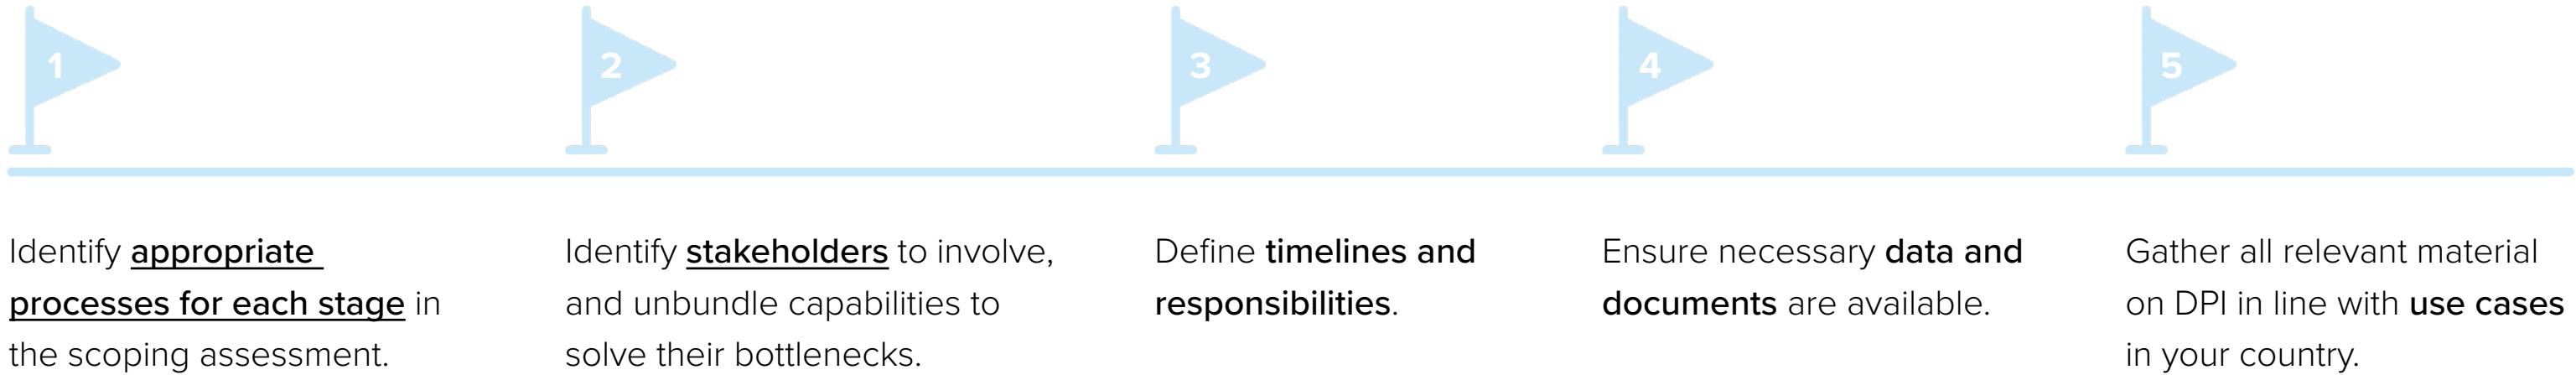 1
2
3
4
5
Identify appropriate
processes for each stage in
the scoping assessment.
Identify stakeholders to involve,
and unbundle capabilities to
solve their bottlenecks.
Define timelines and
responsibilities.
Ensure necessary data and
documents are available.
Gather all relevant material
on DPI in line with use cases
in your country.